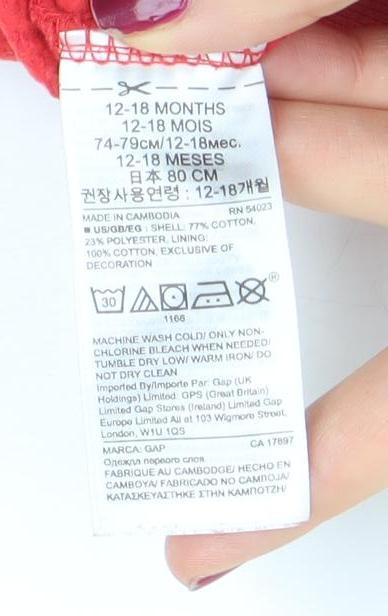 12-18 MONTHS
12-18 MOIS
74-79см/12-18мес.
12-18 MESES
日本 80 CM
권장사용연령 : 12-18개월
MADE IN CAMBODIA RN 54023
■ US/GB/EG : SHELL: 77% COTTON,
23% POLYESTER, LINING:
100% COTTON, EXCLUSIVE OF
DECORATION
30
®
1166
MACHINE WASH COLD/ ONLY NON-
CHLORINE BLEACH WHEN NEEDED/
TUMBLE DRY LOW/ WARM IRON/ DO
NOT DRY CLEAN
Imported By/Importe Par: Gap (UK
Holdings) Limited: GPS (Great Britain)
Limited Gap Stores (Ireland) Limited Gap
Europe Limited All at 103 Wigmore Street,
London, W1U 1QS
MARCA: GAP CA 17897
Одежда первого слоя
FABRIQUE AU CAMBODGE/ HECHO EN
CAMBOYA/ FABRICADO NO CAMBOJA/
ΚΑΤΑΣΚΕΥΑΣΤΗΚΕ ΣΤΗΝ ΚΑΜΠΟΤΖΗ/